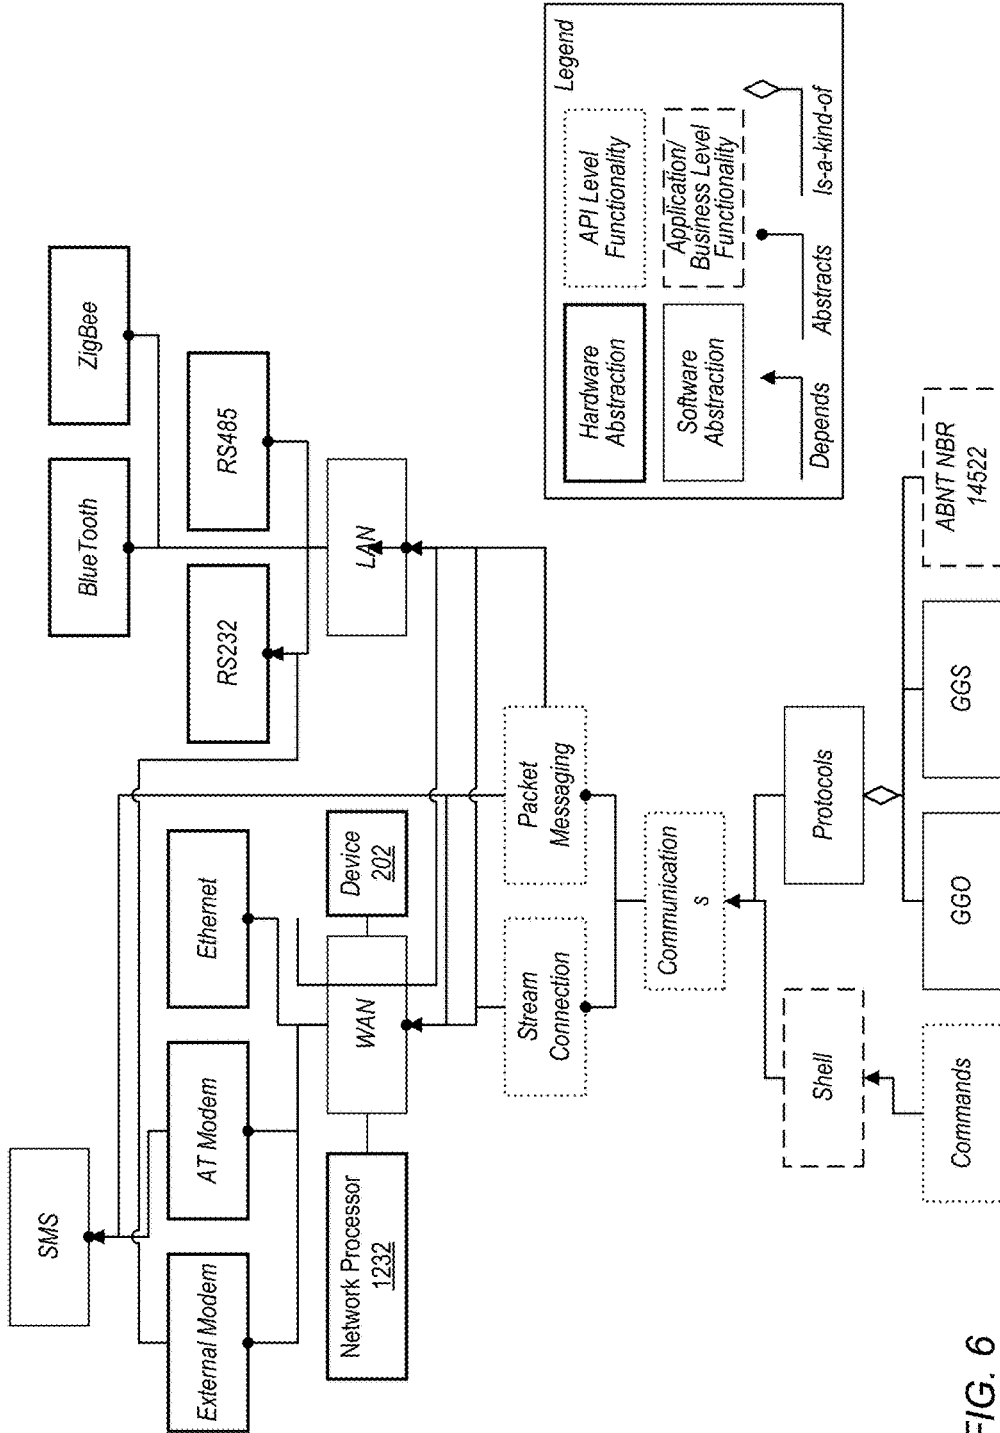 SMS
External Modem
AT Modem
Ethernet
RS232
RS485
BlueTooth
ZigBee
Network Processor
1232
WAN
Device
202
LAN
Stream
Connection
Packet
Messaging
Communication
s
Shell
Protocols
Commands
GGO
GGS
ABNT NBR
14522
Legend
Hardware
Abstraction
API Level
Functionality
Software
Abstraction
Application/
Business Level
Functionality
Depends
Abstracts
Is-a-kind-of
FIG. 6